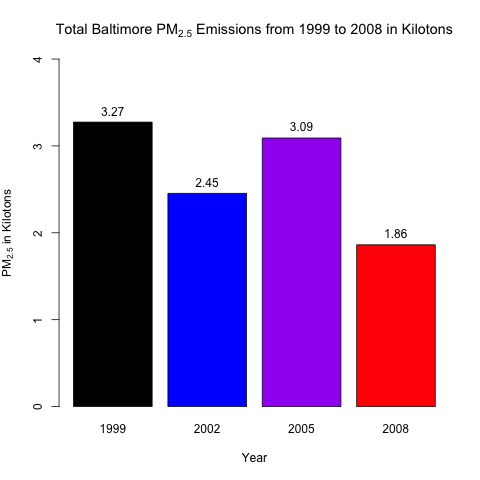 Total Baltimore PM2.5 Emissions from 1999 to 2008 in Kilotons
PM2.5 in Kilotons
4
3
2
1
0
3.27
2.45
3.09
1.86
1999 2002 2005 2008
Year